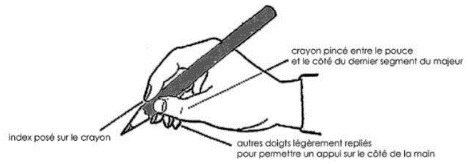 crayon pincé entre le pouce
et le côté du dernier segment du majeur
index posé sur le crayon
autres doigts légèrement repliés
pour permettre un appui sur le côté de la main